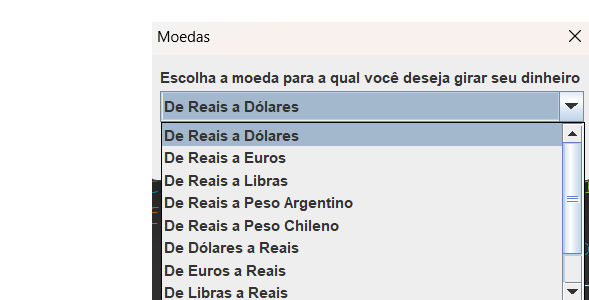 Moedas
Escolha a moeda para a qual você deseja girar seu dinheiro
De Reais a Dólares
De Reais a Dólares
De Reais a Euros
De Reais a Libras
De Reais a Peso Argentino
De Reais a Peso Chileno
De Dólares a Reais
De Euros a Reais
De Libras a Reais